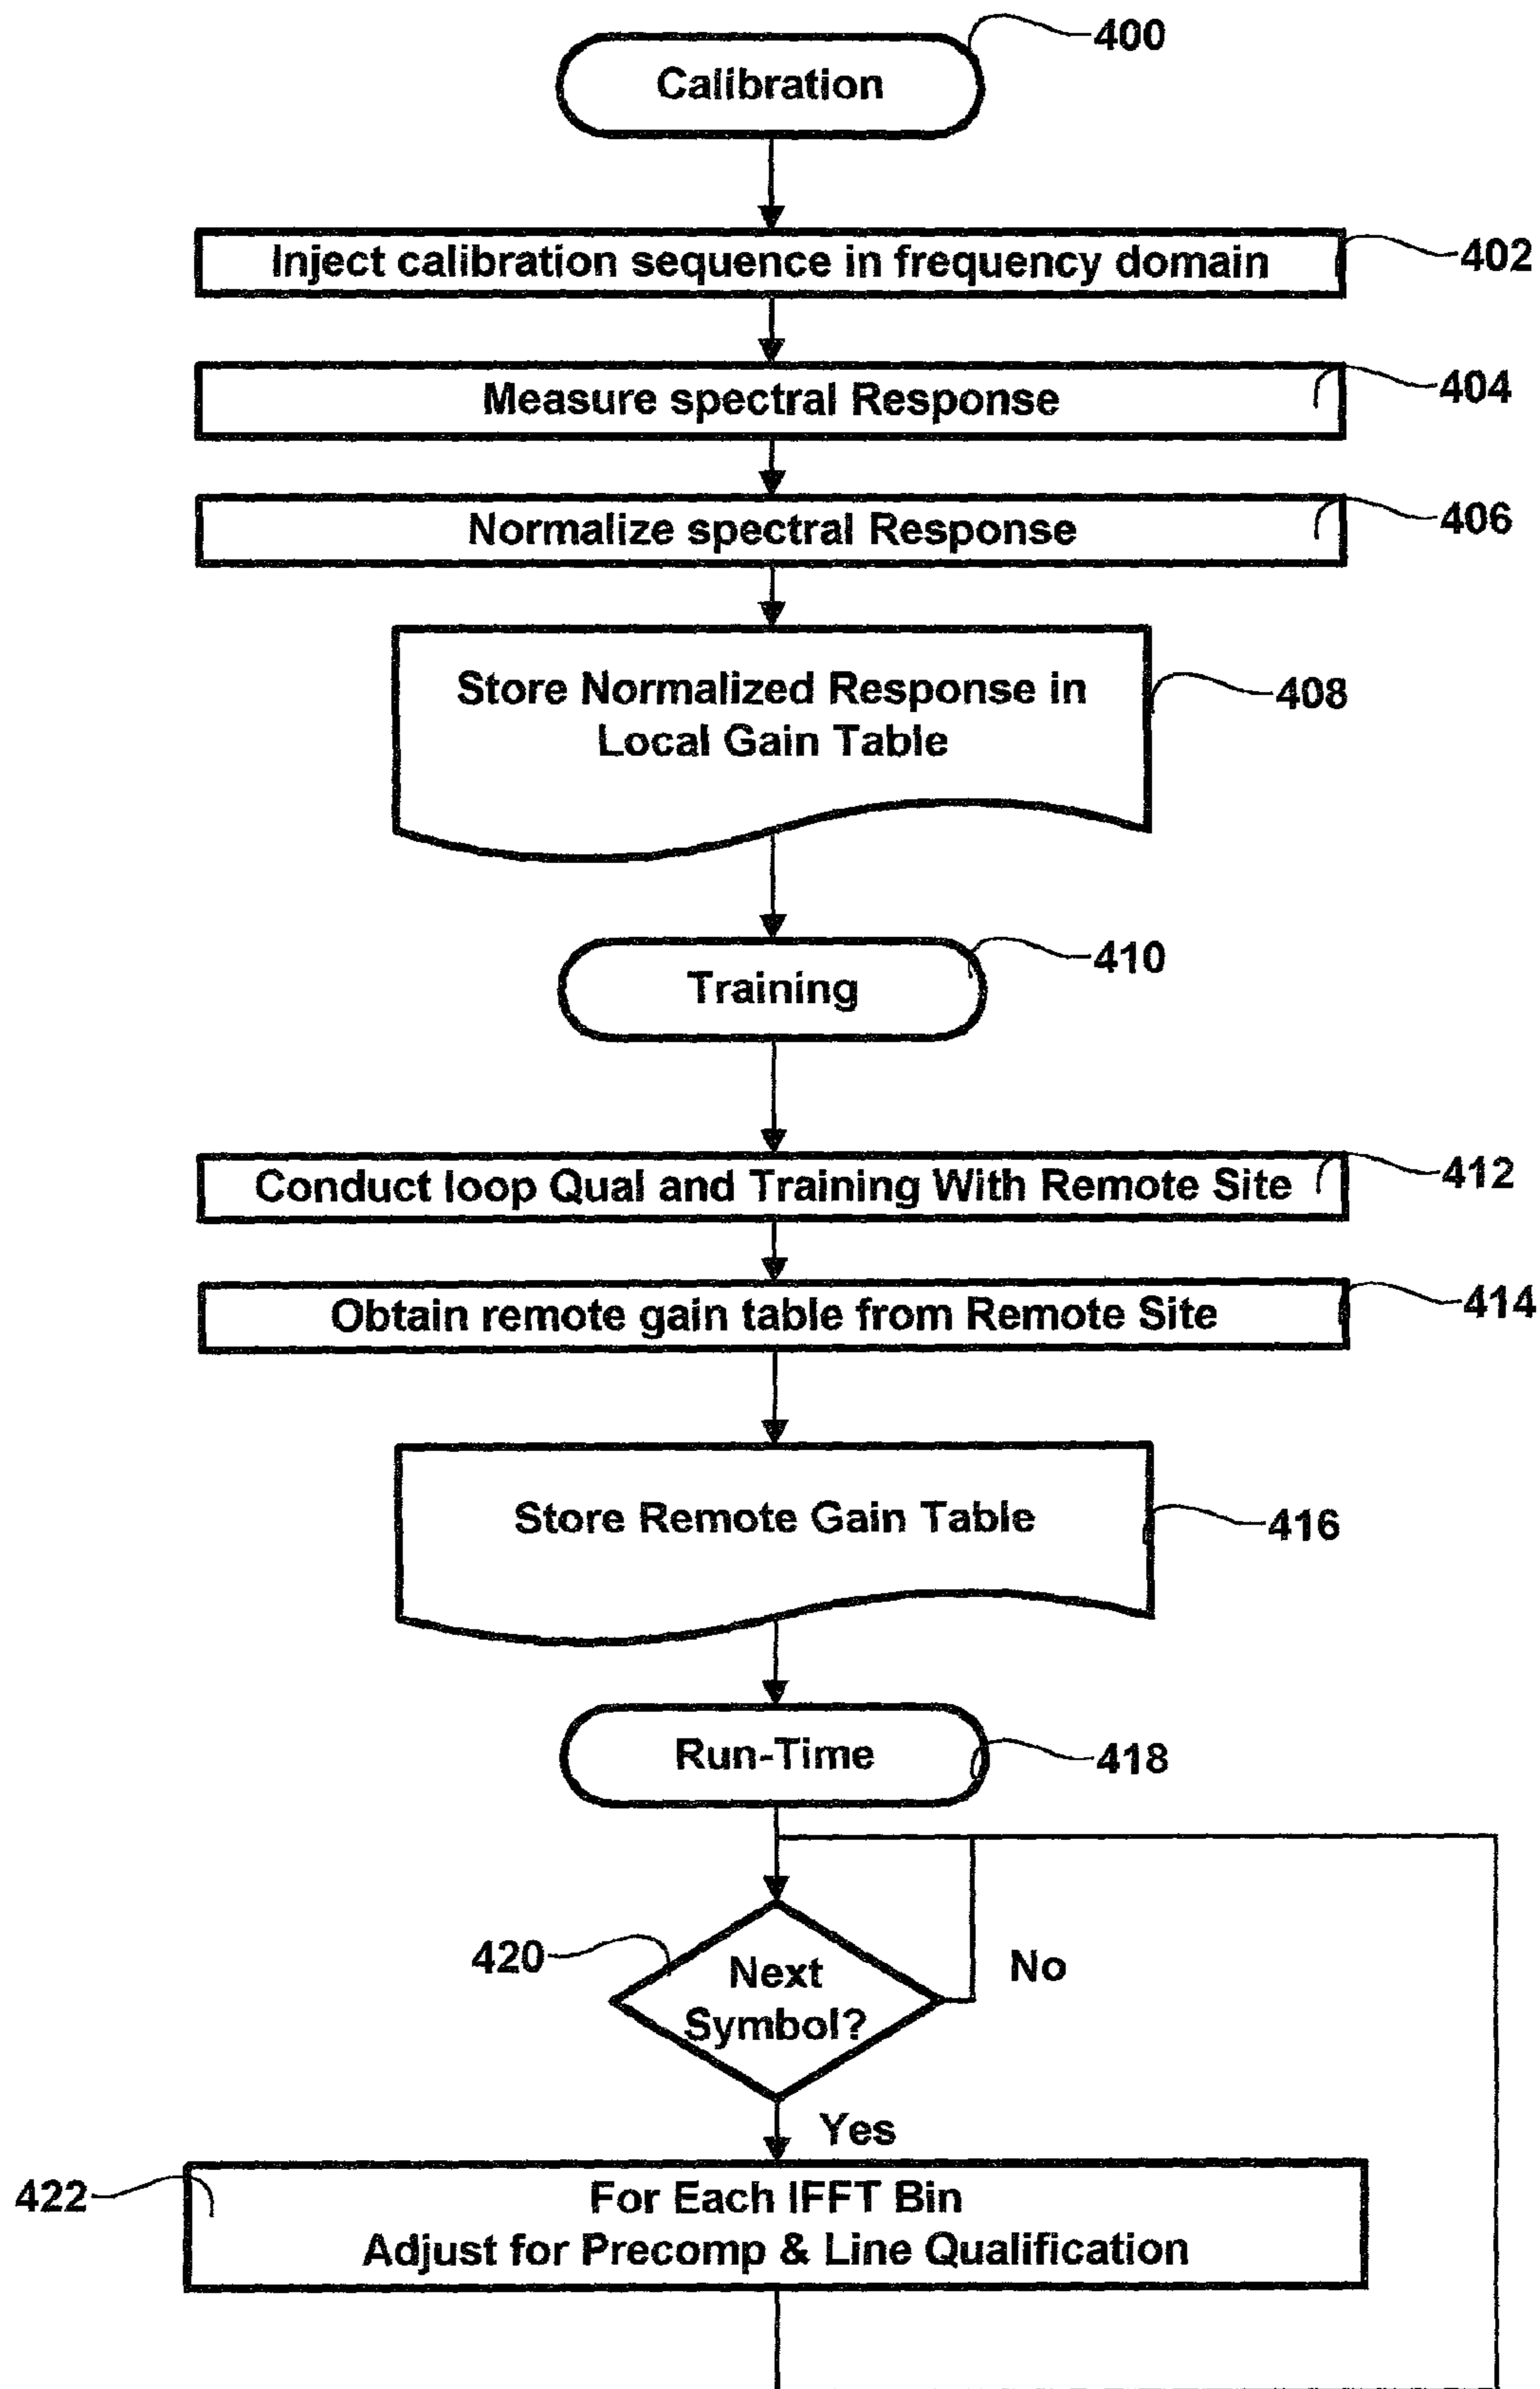 400
Calibration
Inject calibration sequence in frequency domain
402
Measure spectral Response
404
Normalize spectral Response
406
Store Normalized Response in
Local Gain Table
408
Training
410
Conduct loop Qual and Training With Remote Site
412
Obtain remote gain table from Remote Site
414
Store Remote Gain Table
416
Run-Time
418
420
Next
Symbol?
No
Yes
422
For Each IFFT Bin
Adjust for Precomp & Line Qualification